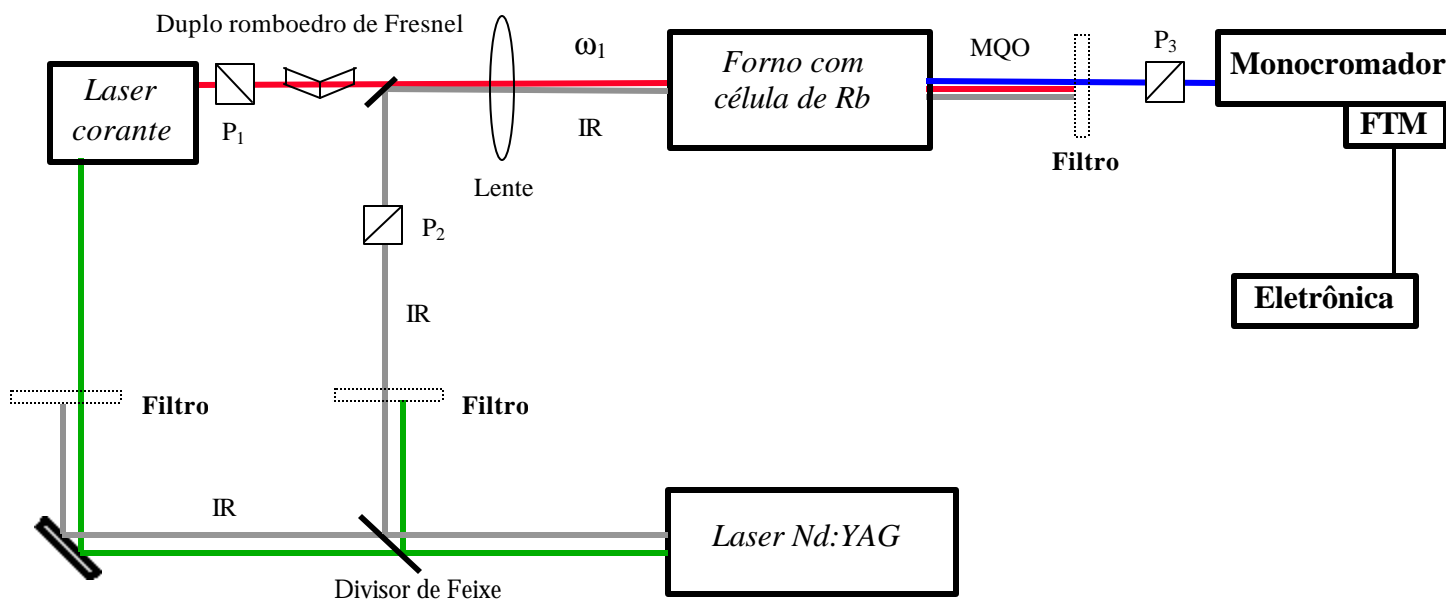 Duplo romboedro de Fresnel
Laser
corante
P1
ω1
IR
Lente
Forno com
célula de Rb
MQO
Filtro
P3
Monocromador
FTM
Eletrônica
P2
IR
Filtro
Filtro
IR
Divisor de Feixe
Laser Nd:YAG